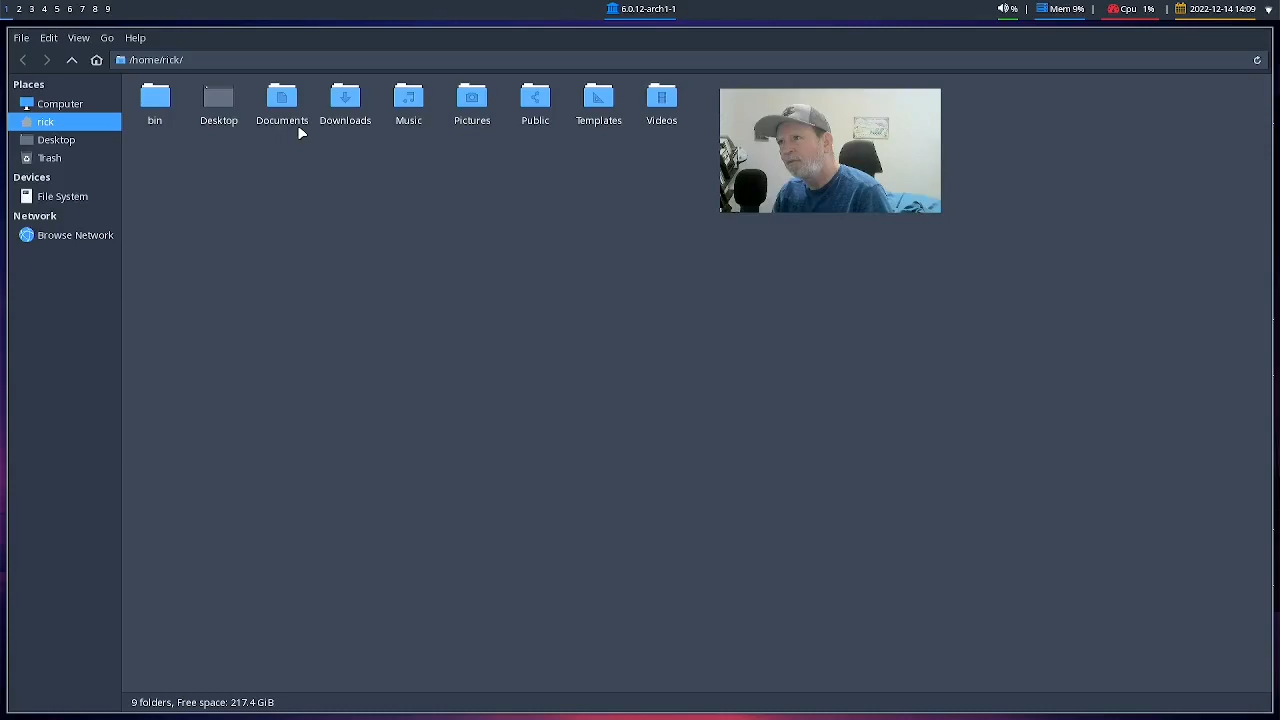 1 2 3 4 5 6 7 8 9 6.0.12-arch1-1 % | Mem 9% | Cpu 1% | 2022-12-14 14:09
File Edit View Go Help
/home/rick/
Places
Computer
rick
Desktop
Trash
Devices
File System
Network
Browse Network
bin Desktop Documents Downloads Music Pictures Public Templates Videos
9 folders, Free space: 217.4 GiB